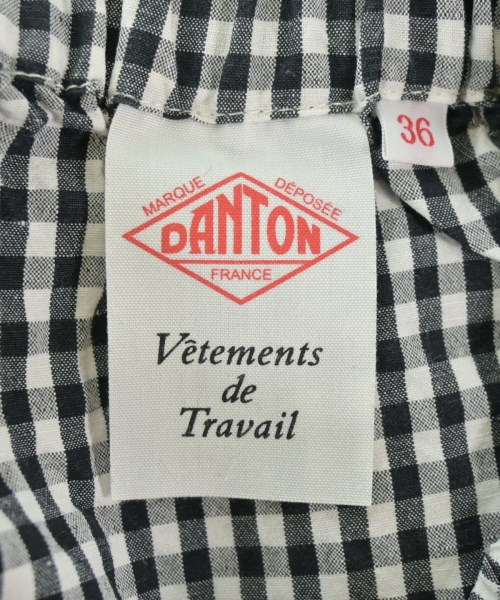 36
MARQUE DÉPOSÉE
DANTON
FRANCE
Vêtements
de
Travail